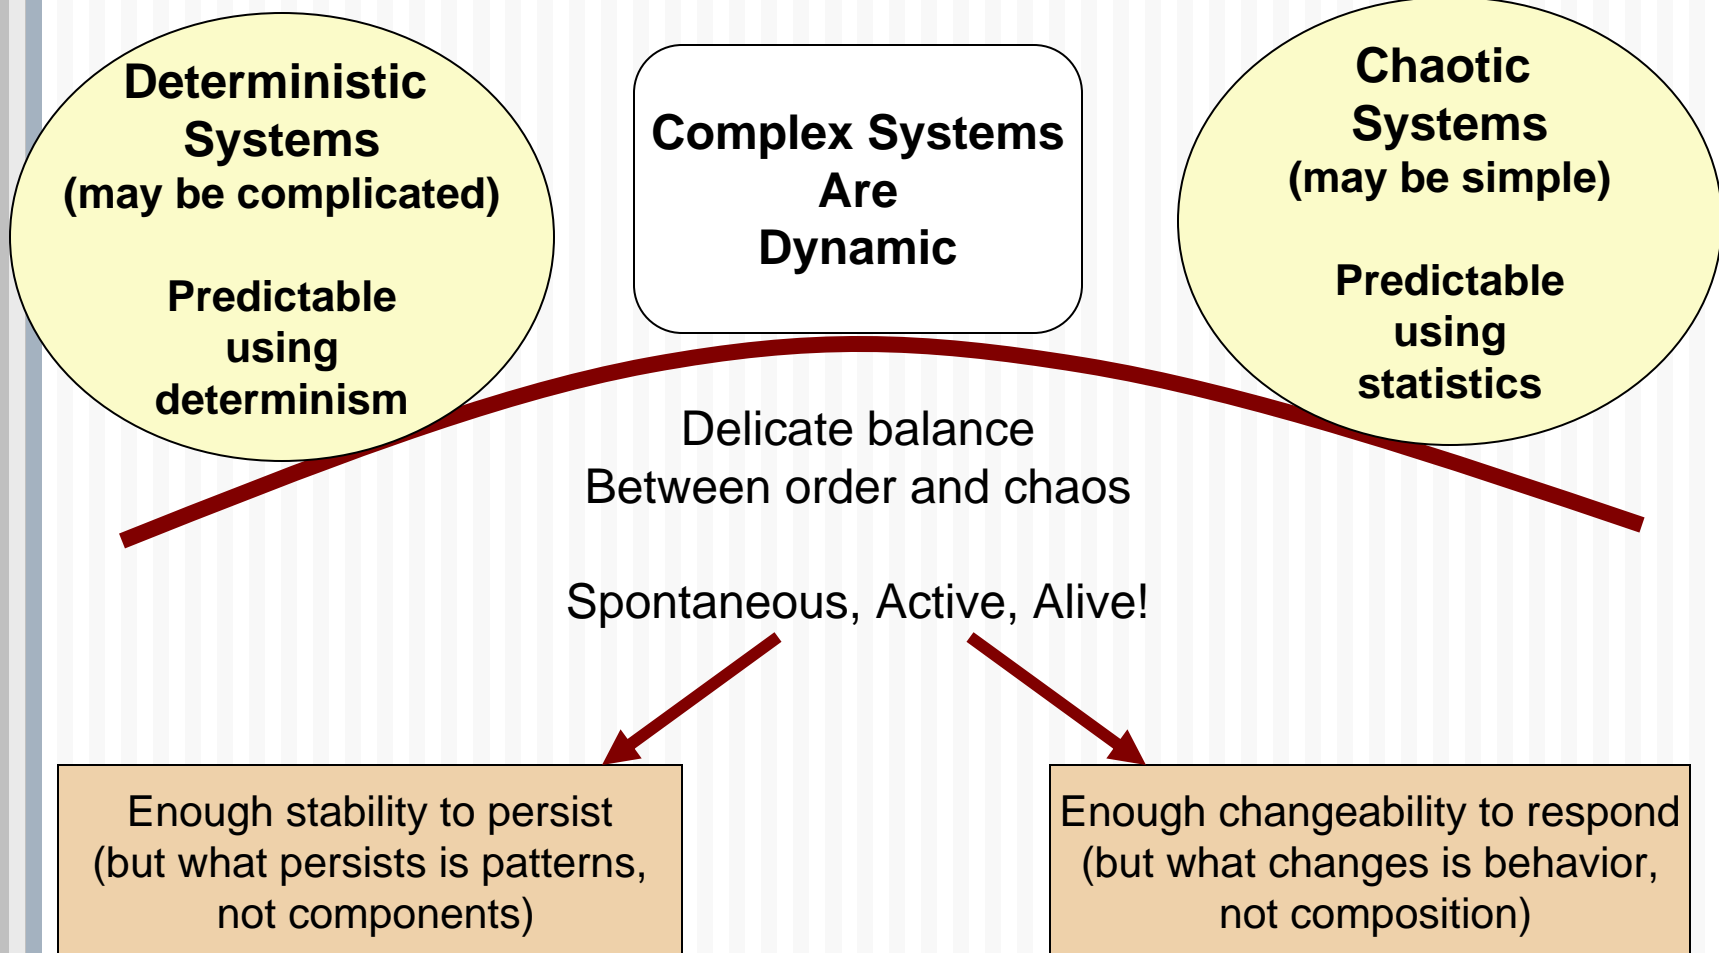 Deterministic
Systems
(may be complicated)
Predictable
using
determinism
Complex Systems
Are
Dynamic
Chaotic
Systems
(may be simple)
Predictable
using
statistics
Delicate balance
Between order and chaos
Spontaneous, Active, Alive!
Enough stability to persist
(but what persists is patterns,
not components)
Enough changeability to respond
(but what changes is behavior,
not composition)